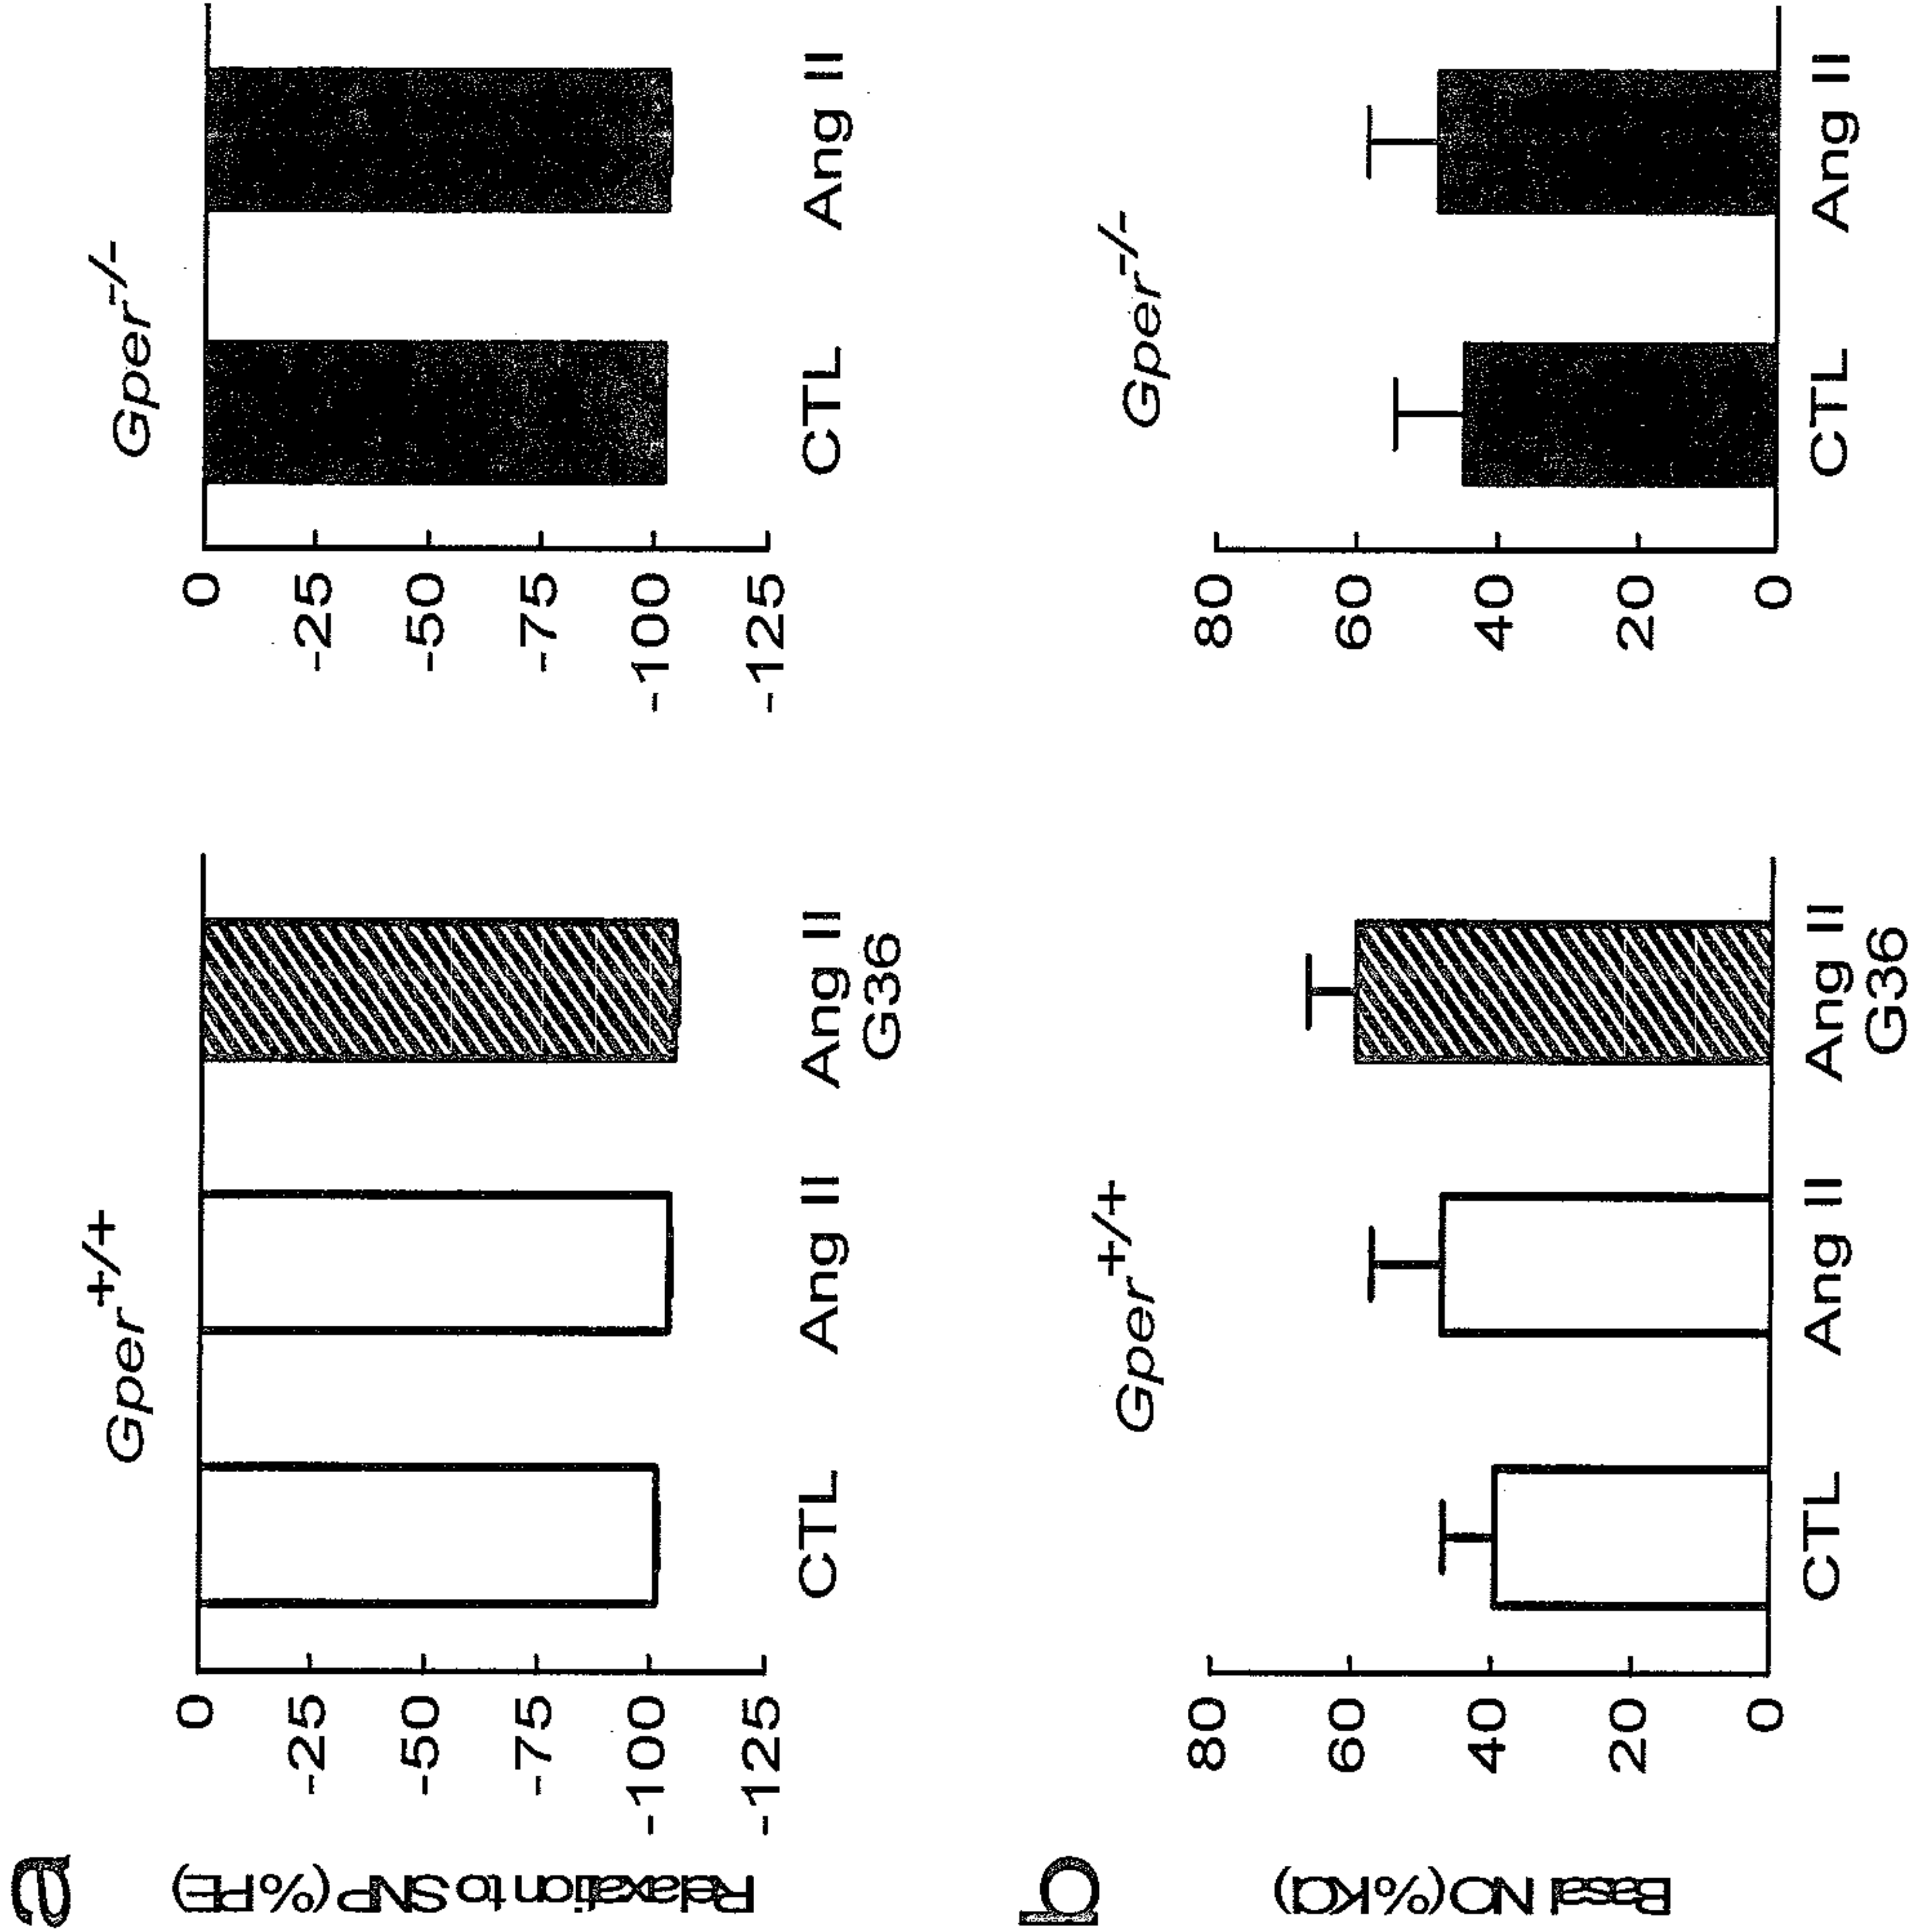 a
Relaxation to SNP (%PE)
Gper+/+
0
-25
-50
-75
-100
-125
CTL
Ang II
Ang II
G36
Gper-/-
0
-25
-50
-75
-100
-125
CTL
Ang II
b
Basal NO (%KCl)
Gper+/+
80
60
40
20
0
CTL
Ang II
Ang II
G36
Gper-/-
80
60
40
20
0
CTL
Ang II